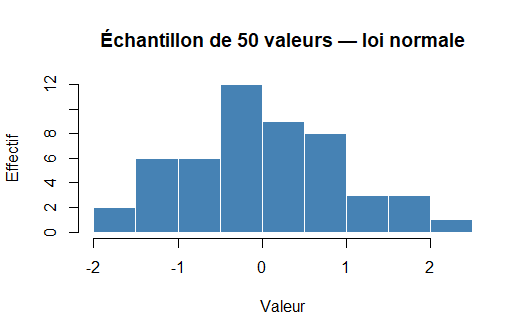 Échantillon de 50 valeurs — loi normale
Effectif
12
8
6
4
2
0
-2 -1 0 1 2
Valeur